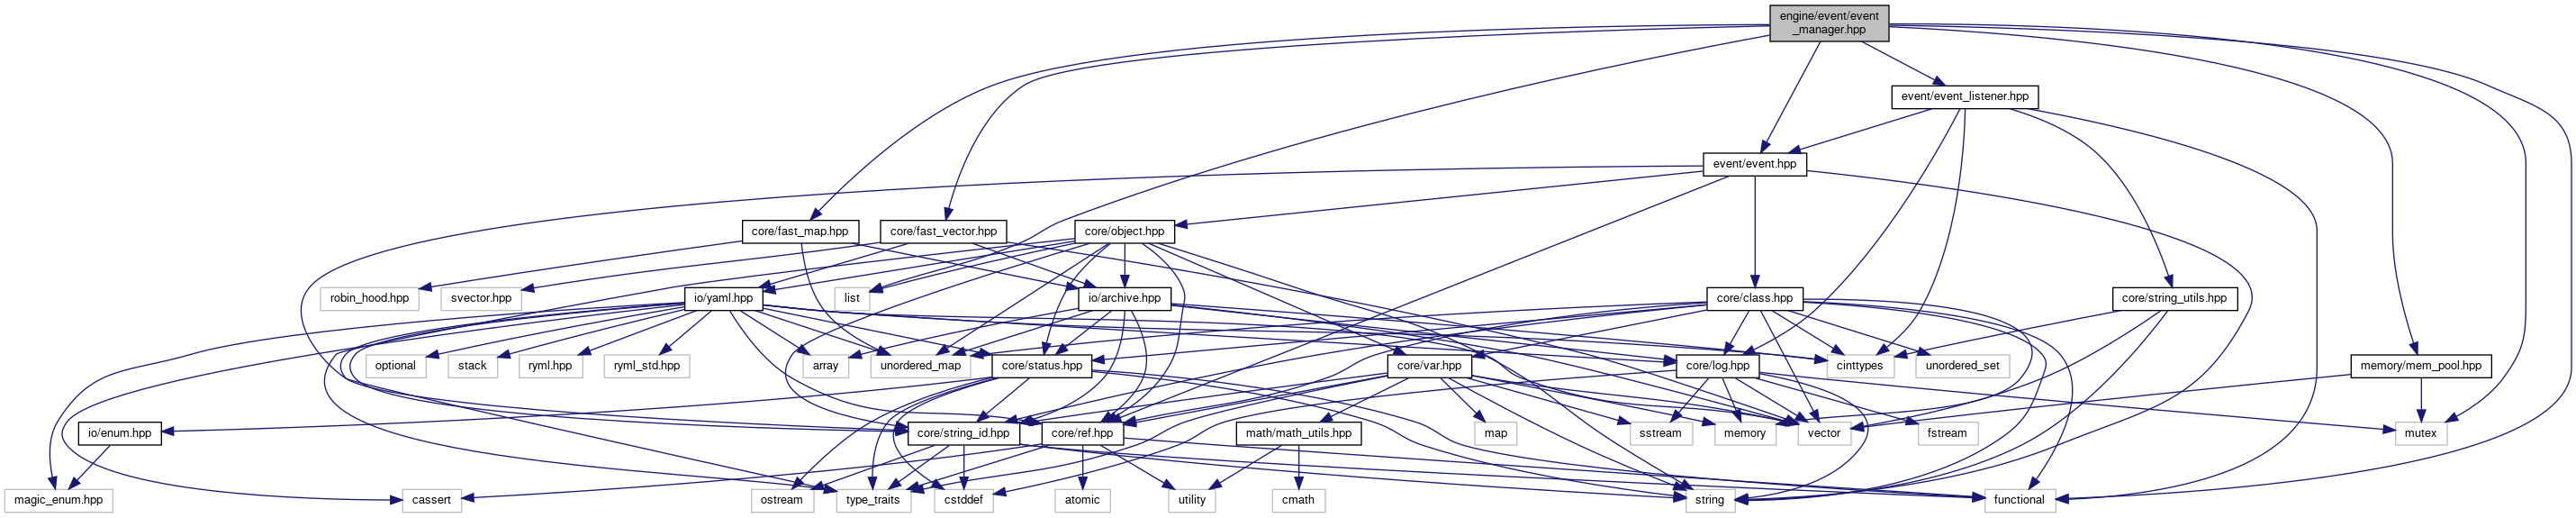 engine/event/event
_manager.hpp
event/event_listener.hpp
event/event.hpp
core/fast_map.hpp
core/fast_vector.hpp
core/object.hpp
robin_hood.hpp
svector.hpp
io/yaml.hpp
list
io/archive.hpp
core/class.hpp
core/string_utils.hpp
optional
stack
ryml.hpp
ryml_std.hpp
array
unordered_map
core/status.hpp
core/var.hpp
core/log.hpp
cinttypes
unordered_set
memory/mem_pool.hpp
io/enum.hpp
core/string_id.hpp
core/ref.hpp
math/math_utils.hpp
map
sstream
memory
vector
fstream
mutex
magic_enum.hpp
cassert
ostream
type_traits
cstddef
atomic
utility
cmath
string
functional